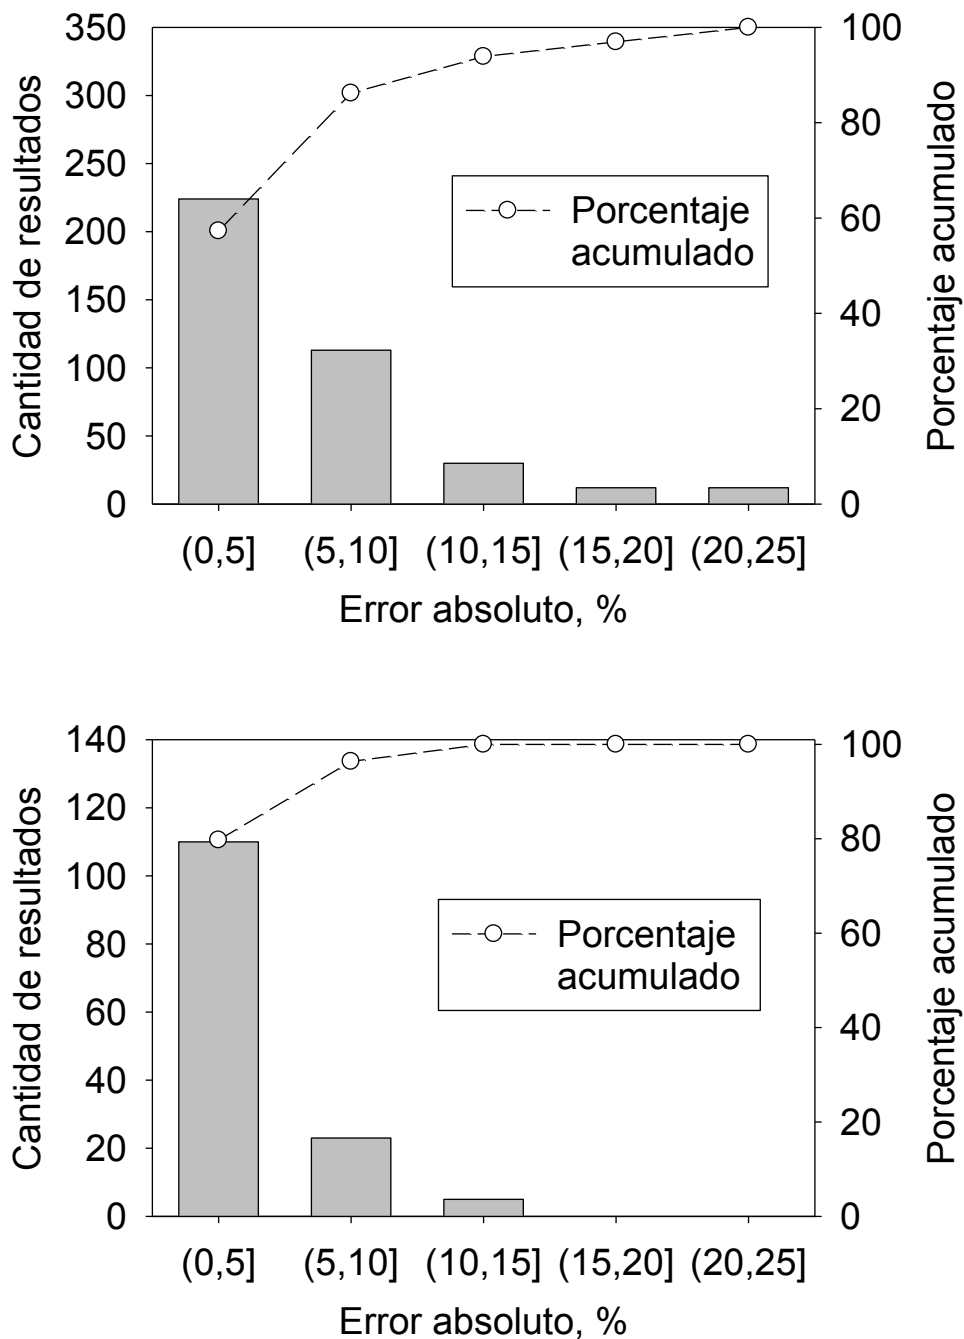 350
300
250
200
150
100
50
0
Cantidad de resultados
100
80
60
40
20
0
Porcentaje acumulado
Porcentaje
acumulado
(0,5] (5,10] (10,15] (15,20] (20,25]
Error absoluto, %
140
120
100
80
60
40
20
0
Cantidad de resultados
100
80
60
40
20
0
Porcentaje acumulado
Porcentaje
acumulado
(0,5] (5,10] (10,15] (15,20] (20,25]
Error absoluto, %